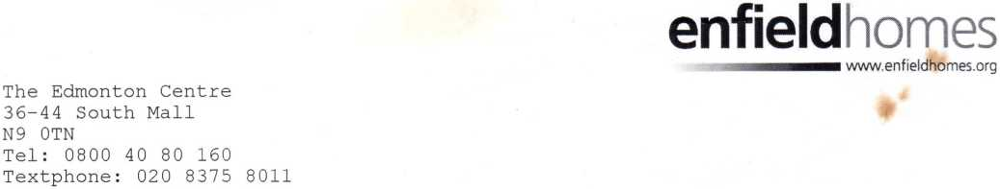 enfieldhomes
www.enfieldhomes.org
The Edmonton Centre
36-44 South Mall
N9 0TN
Tel: 0800 40 80 160
Textphone: 020 8375 8011